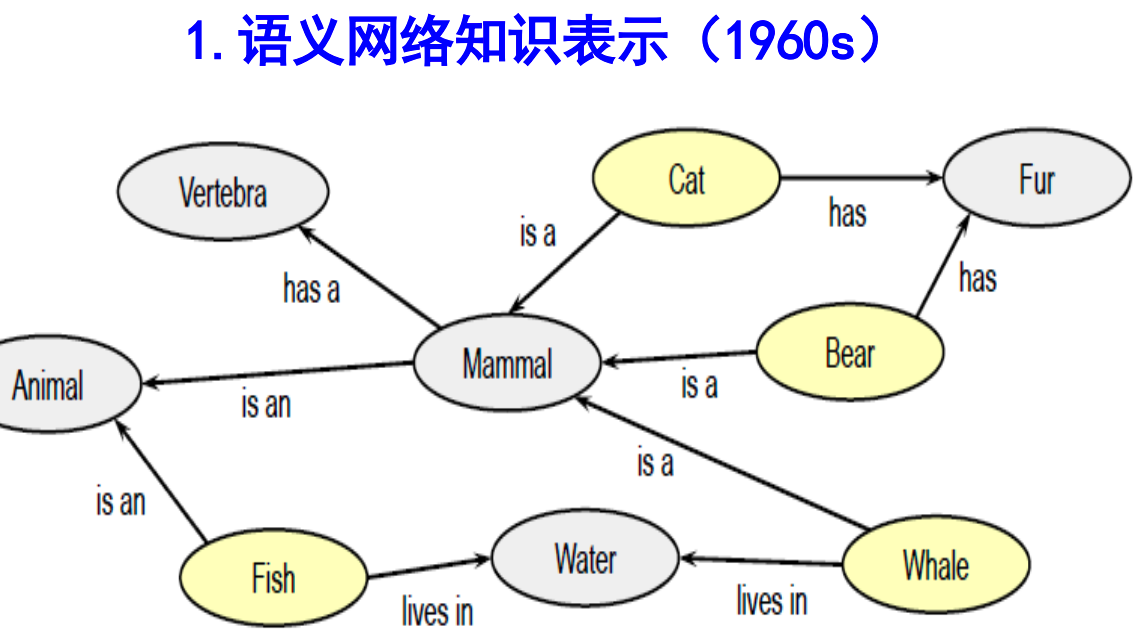 1.语义网络知识表示（1960s）
Vertebra
Cat
Fur
is a
has
has a
has
Mammal
Bear
Animal
is an
is a
is a
is an
Fish
Water
Whale
lives in
lives in